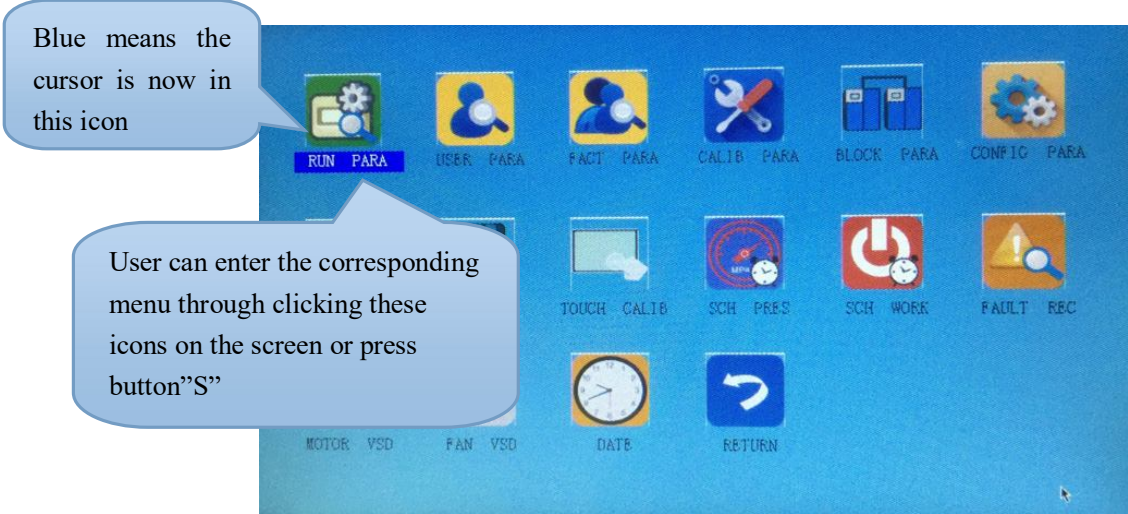 Blue means the
cursor is now in
this icon
RUN PARA
USER PARA
FACT PARA
CALIB PARA
BLOCK PARA
CONFIG PARA
User can enter the corresponding
menu through clicking these
icons on the screen or press
button”S”
TOUCH CALIB
MPA
SCH PRES
SCH WORK
FAULT REC
MOTOR VSD
FAN VSD
DATE
RETURN